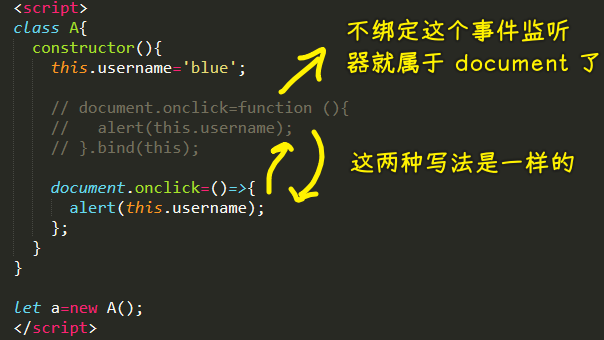 <script>
class A{
constructor(){
this.username='blue';
不绑定这个事件监听
器就属于 document 了
// document.onclick=function (){
//   alert(this.username);
// }.bind(this);
这两种写法是一样的
document.onclick=()=>{
alert(this.username);
};
}
}
let a=new A();
</script>